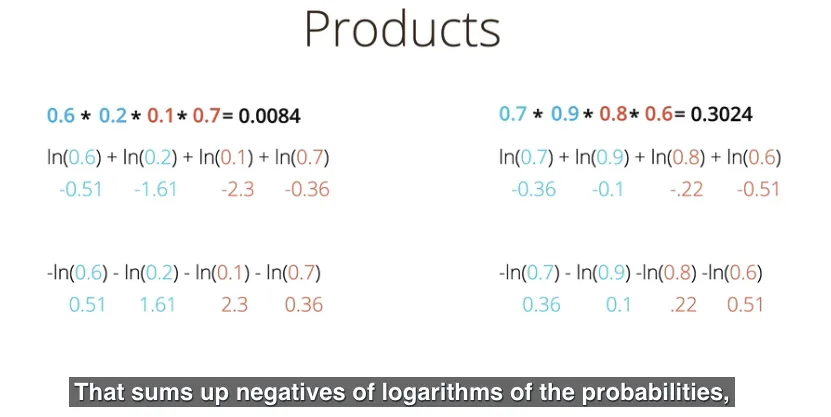 Products
0.6 * 0.2 * 0.1 * 0.7 = 0.0084
ln(0.6) + ln(0.2) + ln(0.1) + ln(0.7)
-0.51 -1.61 -2.3 -0.36
-ln(0.6) - ln(0.2) - ln(0.1) - ln(0.7)
0.51 1.61 2.3 0.36
0.7 * 0.9 * 0.8 * 0.6 = 0.3024
ln(0.7) + ln(0.9) + ln(0.8) + ln(0.6)
-0.36 -0.1 -.22 -0.51
-ln(0.7) - ln(0.9) -ln(0.8) -ln(0.6)
0.36 0.1 .22 0.51
That sums up negatives of logarithms of the probabilities,